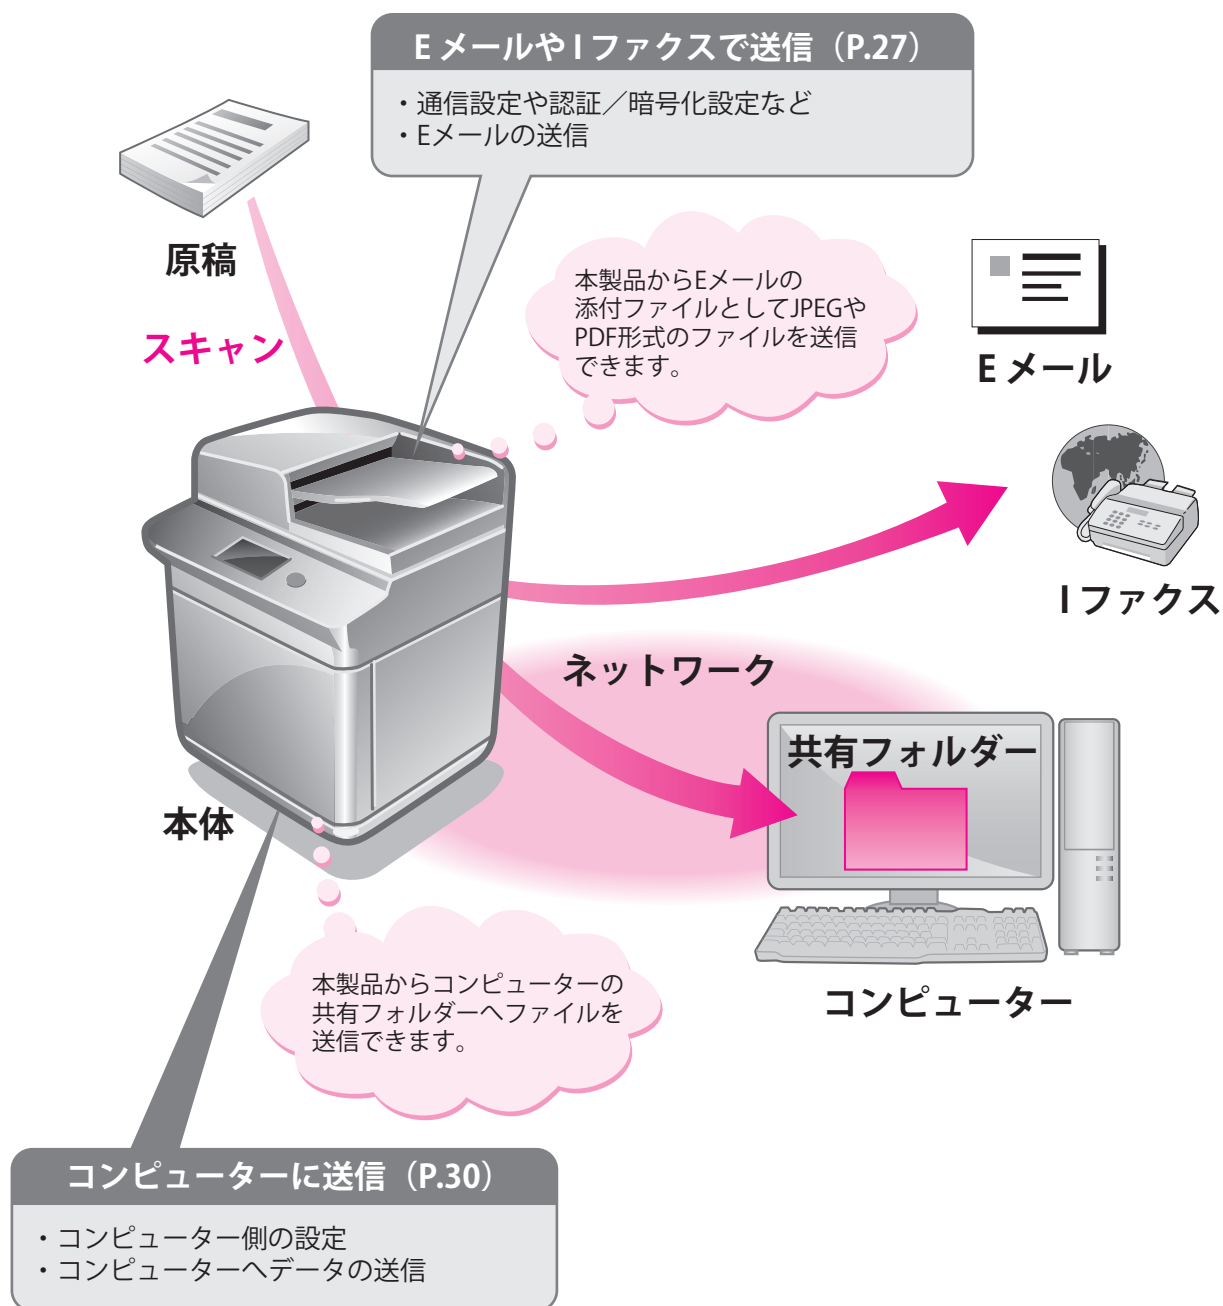 E メールや I ファクスで送信（P.27）
・通信設定や認証／暗号化設定など
・Eメールの送信
原稿
スキャン
本製品からEメールの
添付ファイルとしてJPEGや
PDF形式のファイルを送信
できます。
E メール
I ファクス
ネットワーク
共有フォルダー
本体
コンピューター
本製品からコンピューターの
共有フォルダーへファイルを
送信できます。
コンピューターに送信（P.30）
・コンピューター側の設定
・コンピューターへデータの送信